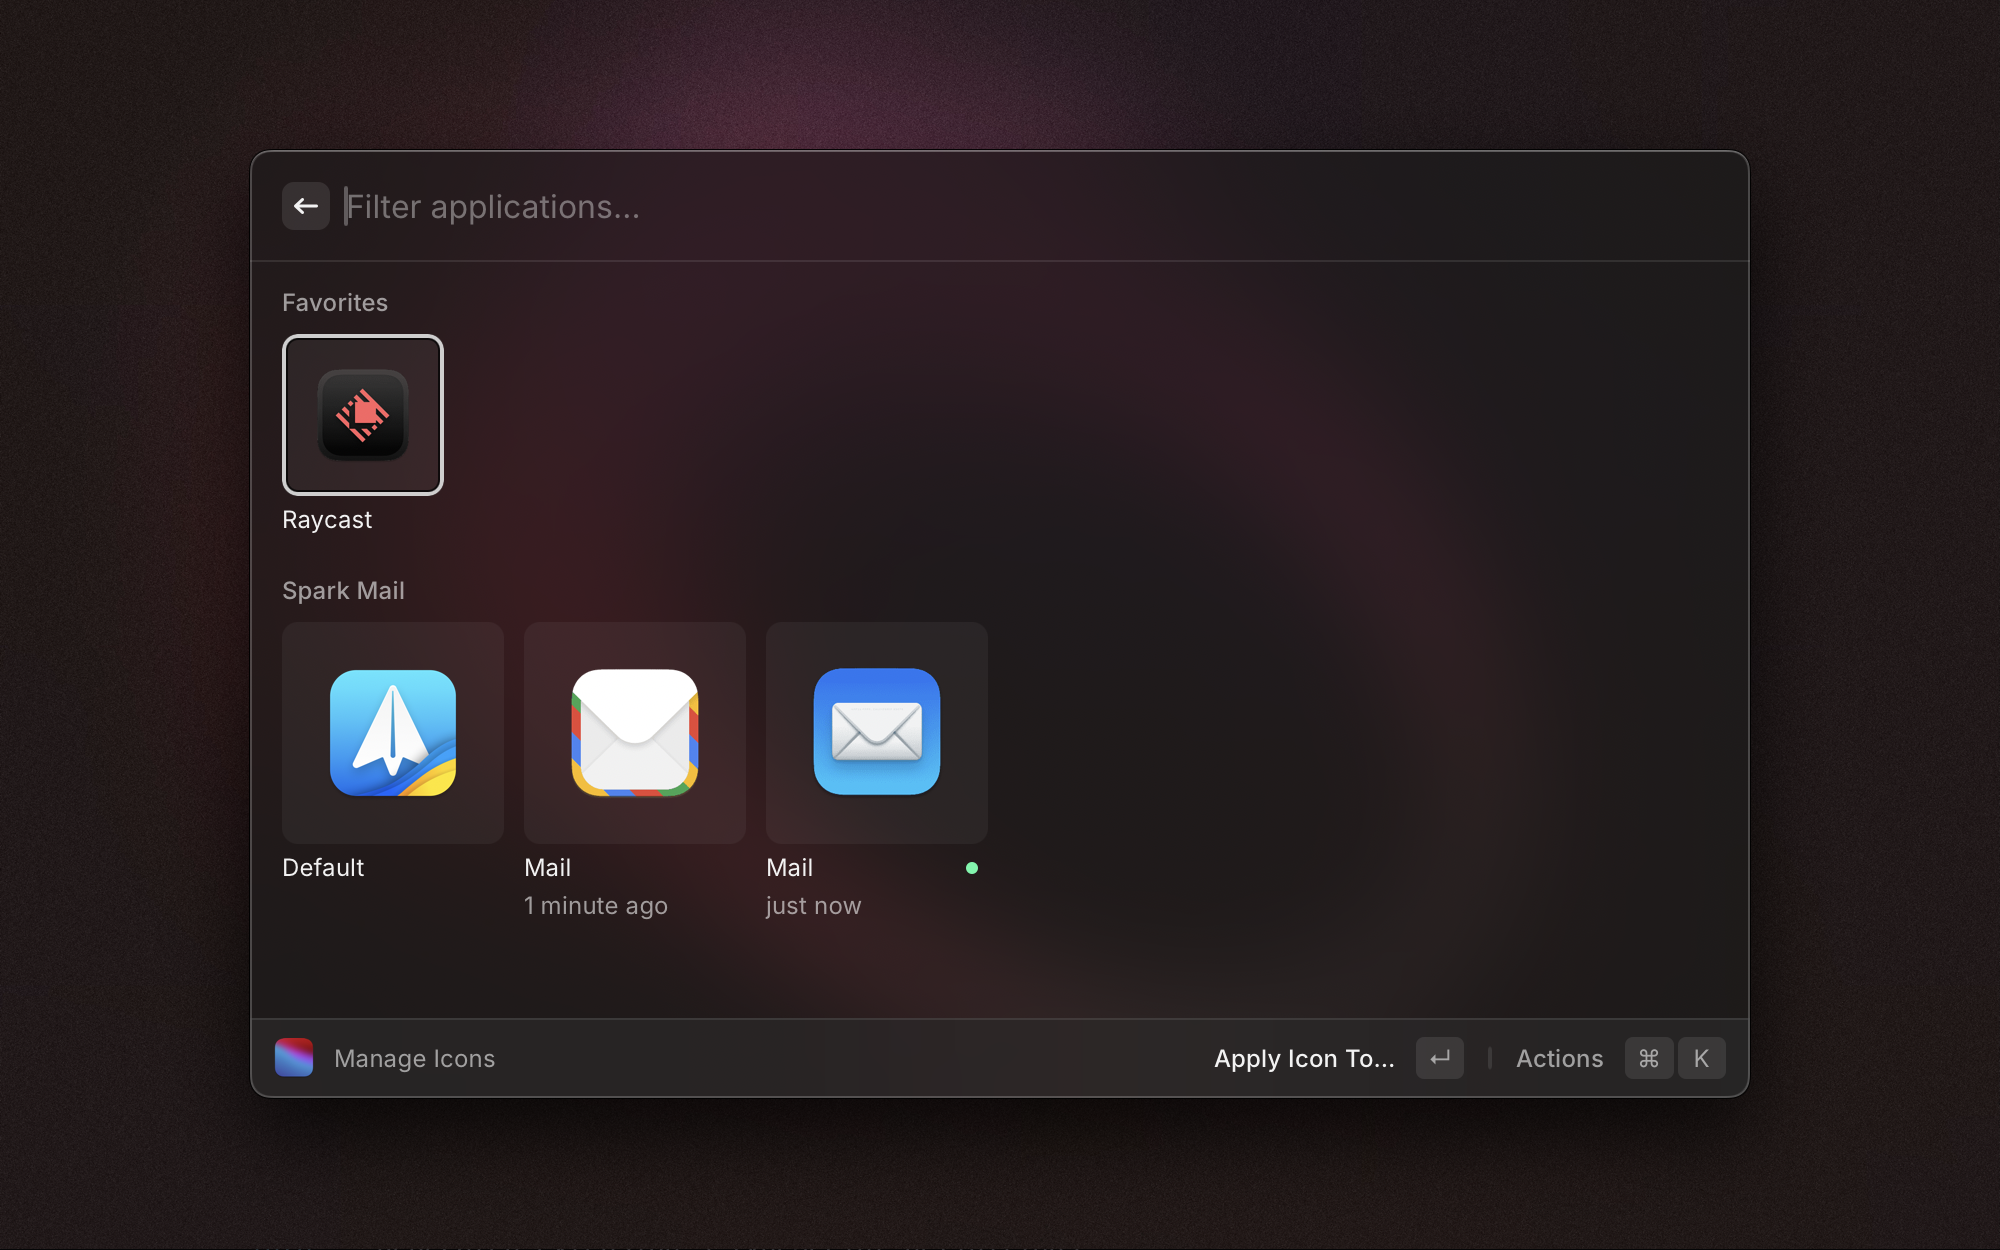 Filter applications...
Favorites
Raycast
Spark Mail
Default
Mail
1 minute ago
Mail
just now
Manage Icons
Apply Icon To...
Actions
⌘ K